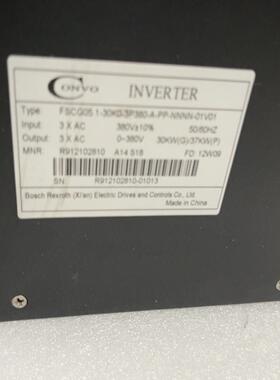 CONVO INVERTER
Type: FSCG05.1-30K0-3P380-A-PP-NNNN-01V01
Input: 3 X AC 380V±10% 50/60HZ
Output: 3 X AC 0~380V 30KW(G)/37KW(P)
MNR: R912102810 A14 S18 FD: 12W09
SN: R912102810-01013
Bosch Rexroth (Xi'an) Electric Drives and Controls Co., Ltd.
Made in China